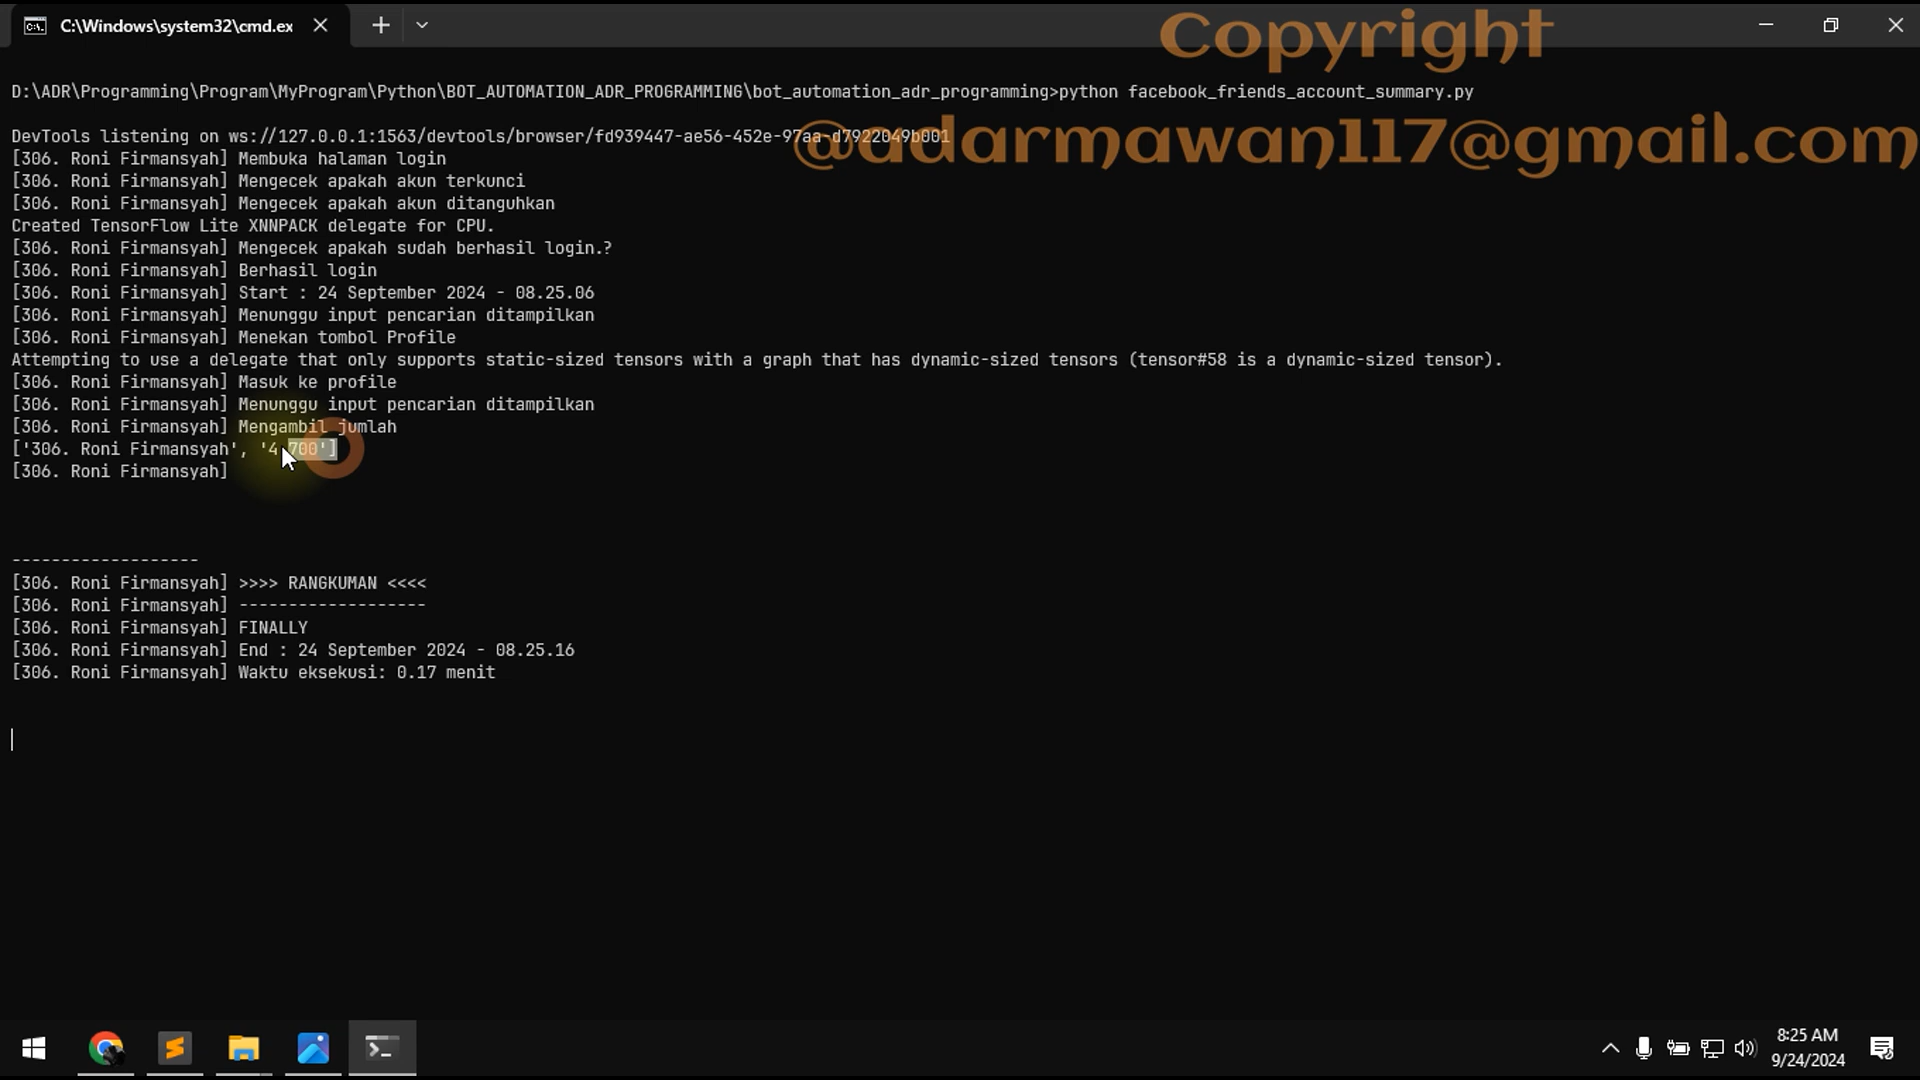 C:\Windows\system32\cmd.ex
Copyright
@adarmawan117@gmail.com
D:\ADR\Programming\Program\MyProgram\Python\BOT_AUTOMATION_ADR_PROGRAMMING\bot_automation_adr_programming>python facebook_friends_account_summary.py
DevTools listening on ws://127.0.0.1:1563/devtools/browser/fd939447-ae56-452e-97aa-d7922049b001
[306. Roni Firmansyah] Membuka halaman login
[306. Roni Firmansyah] Mengecek apakah akun terkunci
[306. Roni Firmansyah] Mengecek apakah akun ditanguhkan
Created TensorFlow Lite XNNPACK delegate for CPU.
[306. Roni Firmansyah] Mengecek apakah sudah berhasil login.?
[306. Roni Firmansyah] Berhasil login
[306. Roni Firmansyah] Start : 24 September 2024 - 08.25.06
[306. Roni Firmansyah] Menunggu input pencarian ditampilkan
[306. Roni Firmansyah] Menekan tombol Profile
Attempting to use a delegate that only supports static-sized tensors with a graph that has dynamic-sized tensors (tensor#58 is a dynamic-sized tensor).
[306. Roni Firmansyah] Masuk ke profile
[306. Roni Firmansyah] Menunggu input pencarian ditampilkan
[306. Roni Firmansyah] Mengambil jumlah
['306. Roni Firmansyah', '4 700']
[306. Roni Firmansyah]
-------------------
[306. Roni Firmansyah] >>>> RANGKUMAN <<<<
[306. Roni Firmansyah] -------------------
[306. Roni Firmansyah] FINALLY
[306. Roni Firmansyah] End : 24 September 2024 - 08.25.16
[306. Roni Firmansyah] Waktu eksekusi: 0.17 menit
8:25 AM
9/24/2024